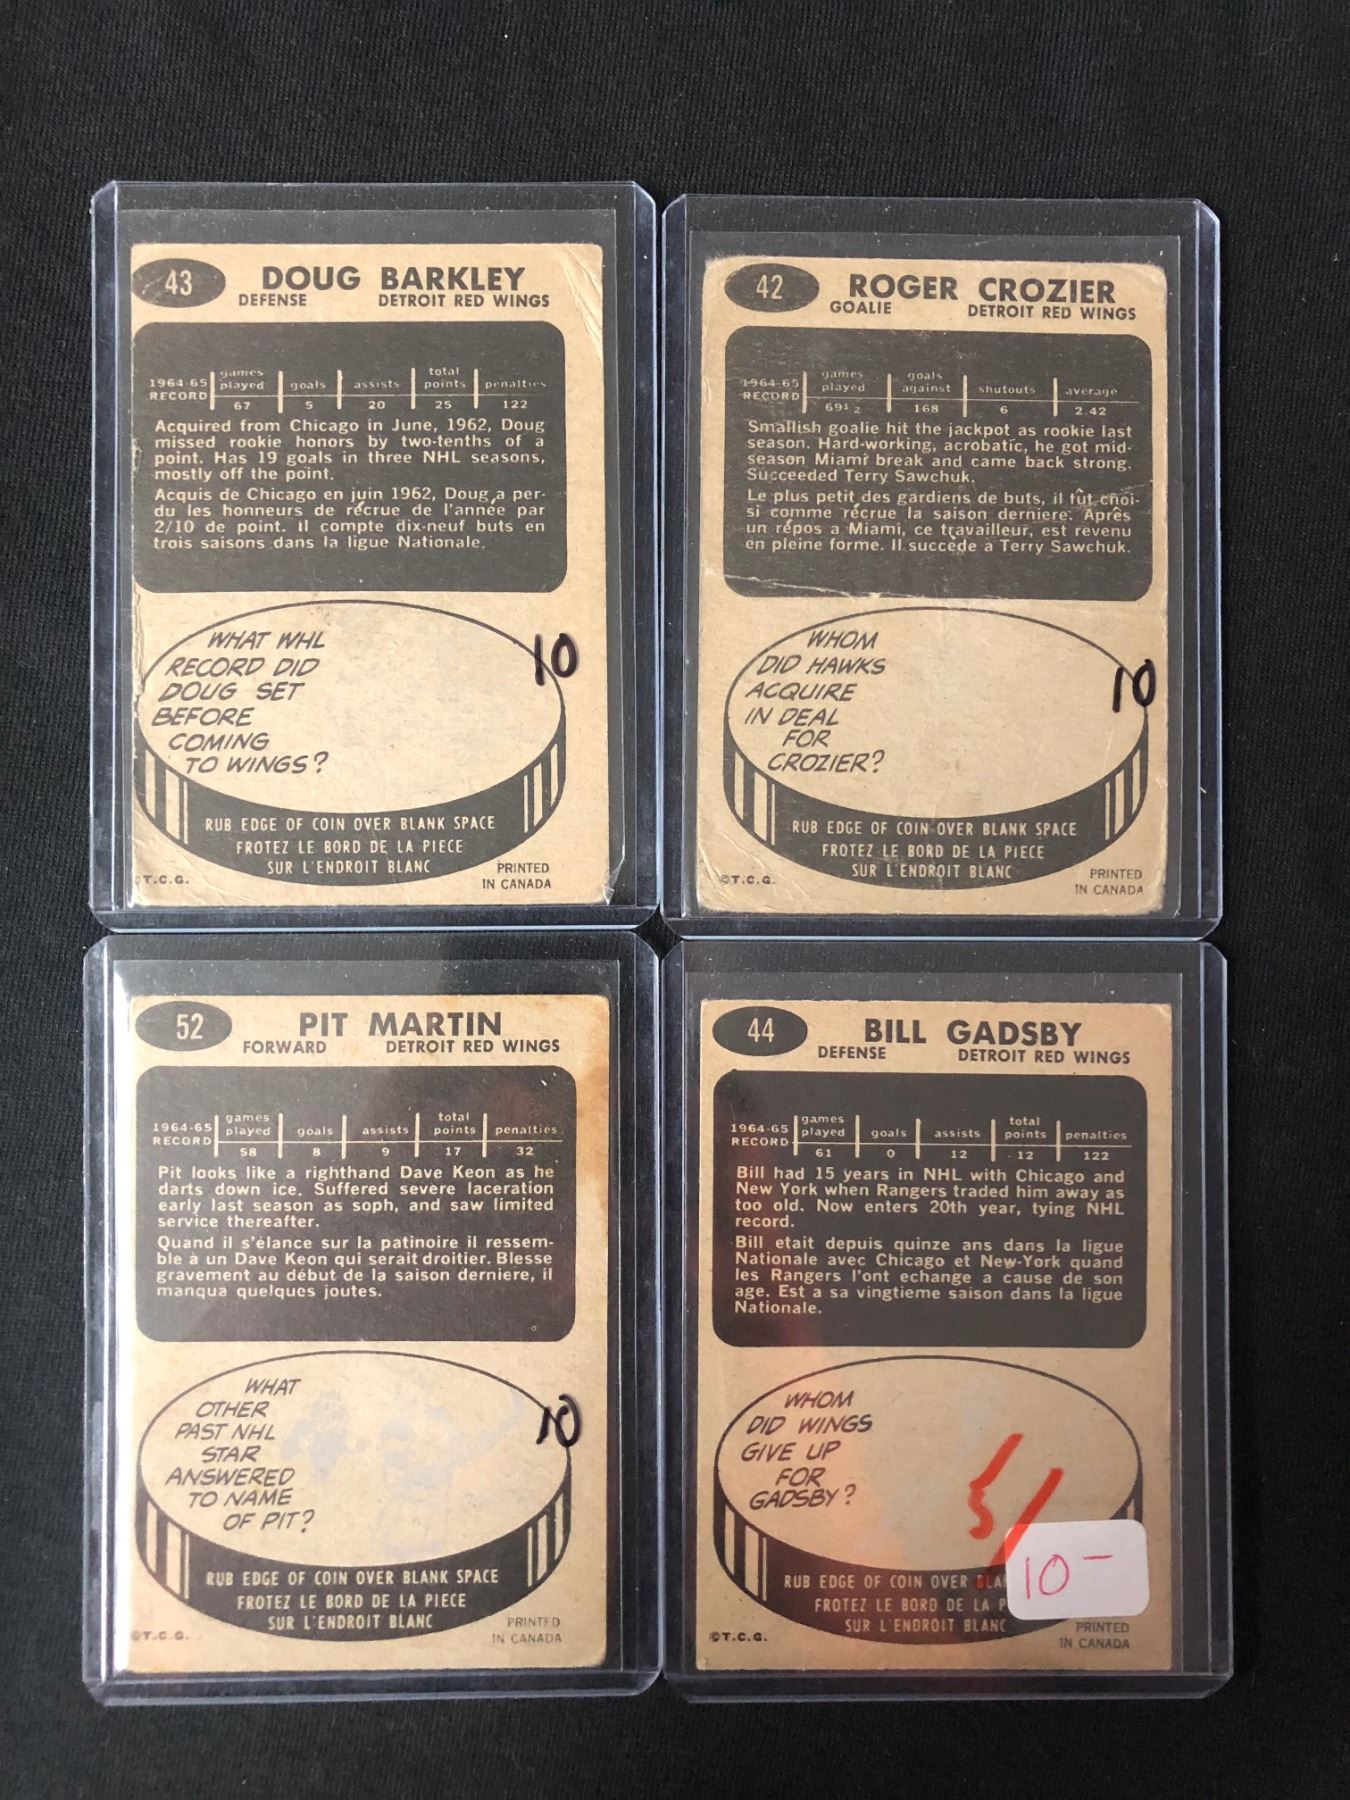 43
DOUG BARKLEY
DEFENSE DETROIT RED WINGS
1964-65 RECORD games played goals assists total points penalties
67 5 20 25 122
Acquired from Chicago in June, 1962, Doug
missed rookie honors by two-tenths of a
point. Has 19 goals in three NHL seasons,
mostly off the point.
Acquis de Chicago en juin 1962, Doug a per-
du les honneurs de récrue de l'année par
2/10 de point. Il compte dix-neuf buts en
trois saisons dans la ligue Nationale.
WHAT WHL
RECORD DID
DOUG SET
BEFORE
COMING
TO WINGS?
10
RUB EDGE OF COIN OVER BLANK SPACE
FROTEZ LE BORD DE LA PIECE
SUR L'ENDROIT BLANC
©T.C.G.
PRINTED
IN CANADA
42
ROGER CROZIER
GOALIE DETROIT RED WINGS
1964-65 RECORD games played goals against shutouts average
69½ 168 6 2.42
Smallish goalie hit the jackpot as rookie last
season. Hard-working, acrobatic, he got mid-
season Miami break and came back strong.
Succeeded Terry Sawchuk.
Le plus petit des gardiens de buts, il fût choi-
si comme récrue la saison derniere. Après
un répos a Miami, ce travailleur, est revenu
en pleine forme. Il succede a Terry Sawchuk.
WHOM
DID HAWKS
ACQUIRE
IN DEAL
FOR
CROZIER?
10
RUB EDGE OF COIN OVER BLANK SPACE
FROTEZ LE BORD DE LA PIECE
SUR L'ENDROIT BLANC
©T.C.G.
PRINTED
IN CANADA
52
PIT MARTIN
FORWARD DETROIT RED WINGS
1964-65 RECORD games played goals assists total points penalties
58 8 9 17 32
Pit looks like a righthand Dave Keon as he
darts down ice. Suffered severe laceration
early last season as soph, and saw limited
service thereafter.
Quand il s'élance sur la patinoire il ressem-
ble à un Dave Keon qui serait droitier. Blesse
gravement au début de la saison derniere, il
manqua quelques joutes.
WHAT
OTHER
PAST NHL
STAR
ANSWERED
TO NAME
OF PIT?
10
RUB EDGE OF COIN OVER BLANK SPACE
FROTEZ LE BORD DE LA PIECE
SUR L'ENDROIT BLANC
©T.C.G.
PRINTED
IN CANADA
44
BILL GADSBY
DEFENSE DETROIT RED WINGS
1964-65 RECORD games played goals assists total points penalties
61 0 12 12 122
Bill had 15 years in NHL with Chicago and
New York when Rangers traded him away as
too old. Now enters 20th year, tying NHL
record.
Bill etait depuis quinze ans dans la ligue
Nationale avec Chicago et New-York quand
les Rangers l'ont echange a cause de son
age. Est a sa vingtieme saison dans la ligue
Nationale.
WHOM
DID WINGS
GIVE UP
FOR
GADSBY?
10-
RUB EDGE OF COIN OVER BLA
FROTEZ LE BORD DE LA P
SUR L'ENDROIT BLANC
©T.C.G.
PRINTED
IN CANADA